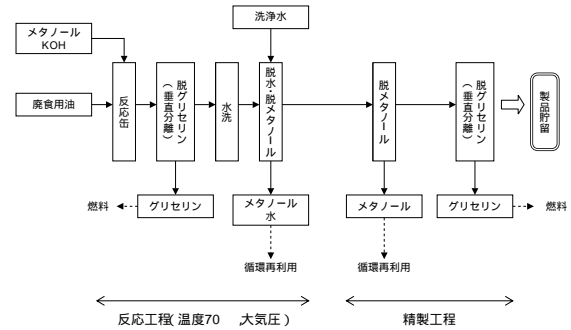 洗浄水
メタノール
KOH
廃食用油
反応缶
脱グリセリン
(垂直分離)
水洗
脱水・脱メタノール
脱メタノール
脱グリセリン
(垂直分離)
製品貯留
燃料
グリセリン
メタノール
水
メタノール
グリセリン
燃料
循環再利用
循環再利用
反応工程(温度70 、大気圧)
精製工程